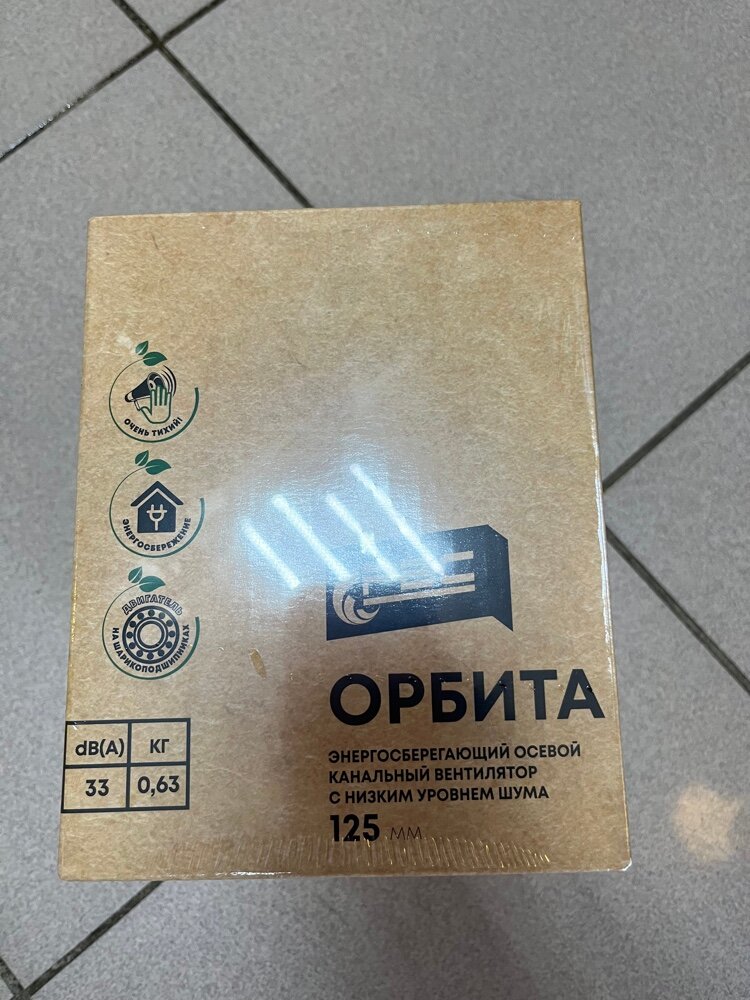 ОЧЕНЬ ТИХИЙ!
ЭНЕРГОСБЕРЕЖЕНИЕ
ДВИГАТЕЛЬ
НА ШАРИКОПОДШИПНИКАХ
dB(A) КГ
33 0,63
ОРБИТА
ЭНЕРГОСБЕРЕГАЮЩИЙ ОСЕВОЙ
КАНАЛЬНЫЙ ВЕНТИЛЯТОР
С НИЗКИМ УРОВНЕМ ШУМА
125 ММ